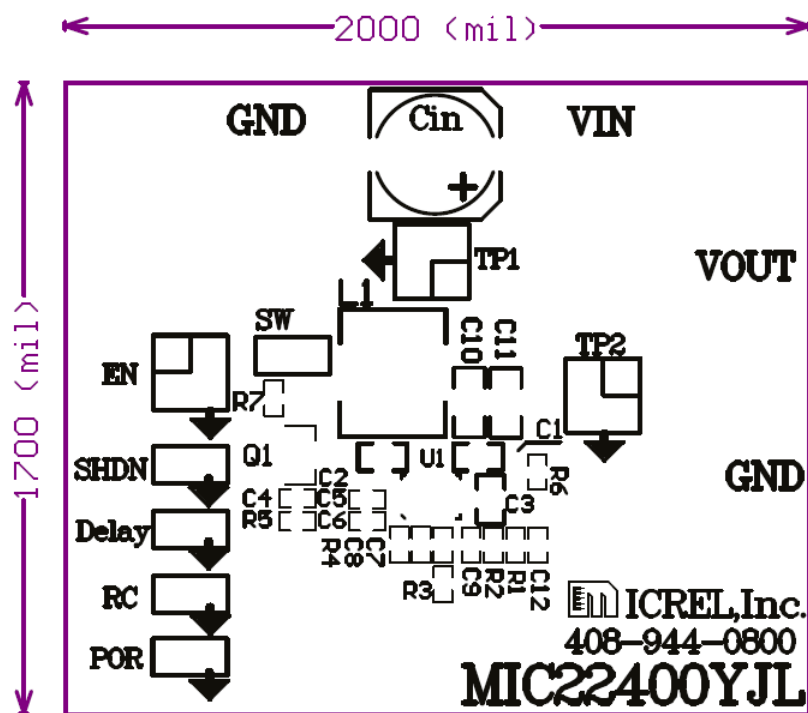 2000 (mil)
1700 (mil)
GND
Cin
VIN
+
TP1
VOUT
L1
SW
C10
C11
TP2
EN
R7
Q1
U1
C1
SHDN
C2
R6
GND
C4
C5
C3
R5
C6
Delay
R4
C8
C7
R3
C9
R2
R1
C12
RC
ICREL,Inc.
408-944-0800
POR
MIC22400YJL